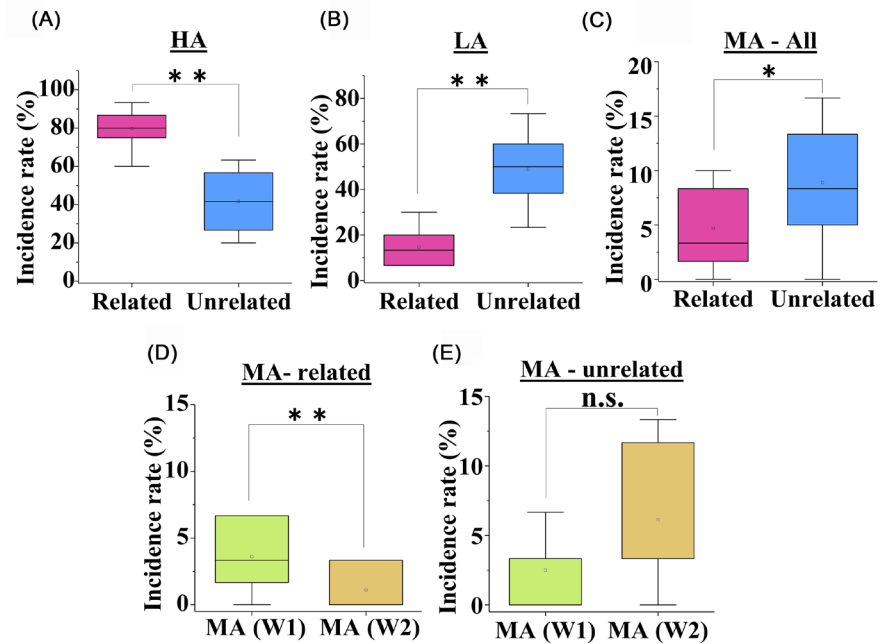 (A)
HA
* *
Incidence rate (%)
100
80
60
40
20
0
Related Unrelated
(B)
LA
* *
Incidence rate (%)
80
60
40
20
0
Related Unrelated
(C)
MA - All
*
Incidence rate (%)
20
15
10
5
0
Related Unrelated
(D)
MA- related
* *
Incidence rate (%)
15
10
5
0
MA (W1) MA (W2)
(E)
MA - unrelated
n.s.
Incidence rate (%)
15
10
5
0
MA (W1) MA (W2)